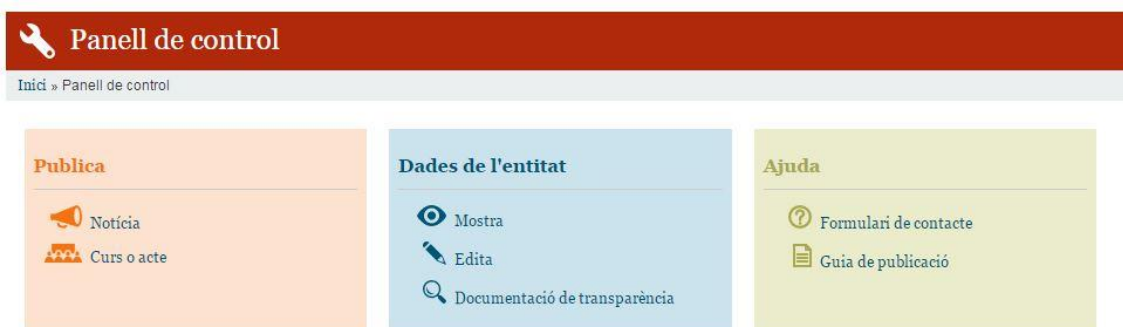 Panell de control
Inici » Panell de control
Publica
Notícia
Curs o acte
Dades de l'entitat
Mostra
Edita
Documentació de transparència
Ajuda
Formulari de contacte
Guia de publicació